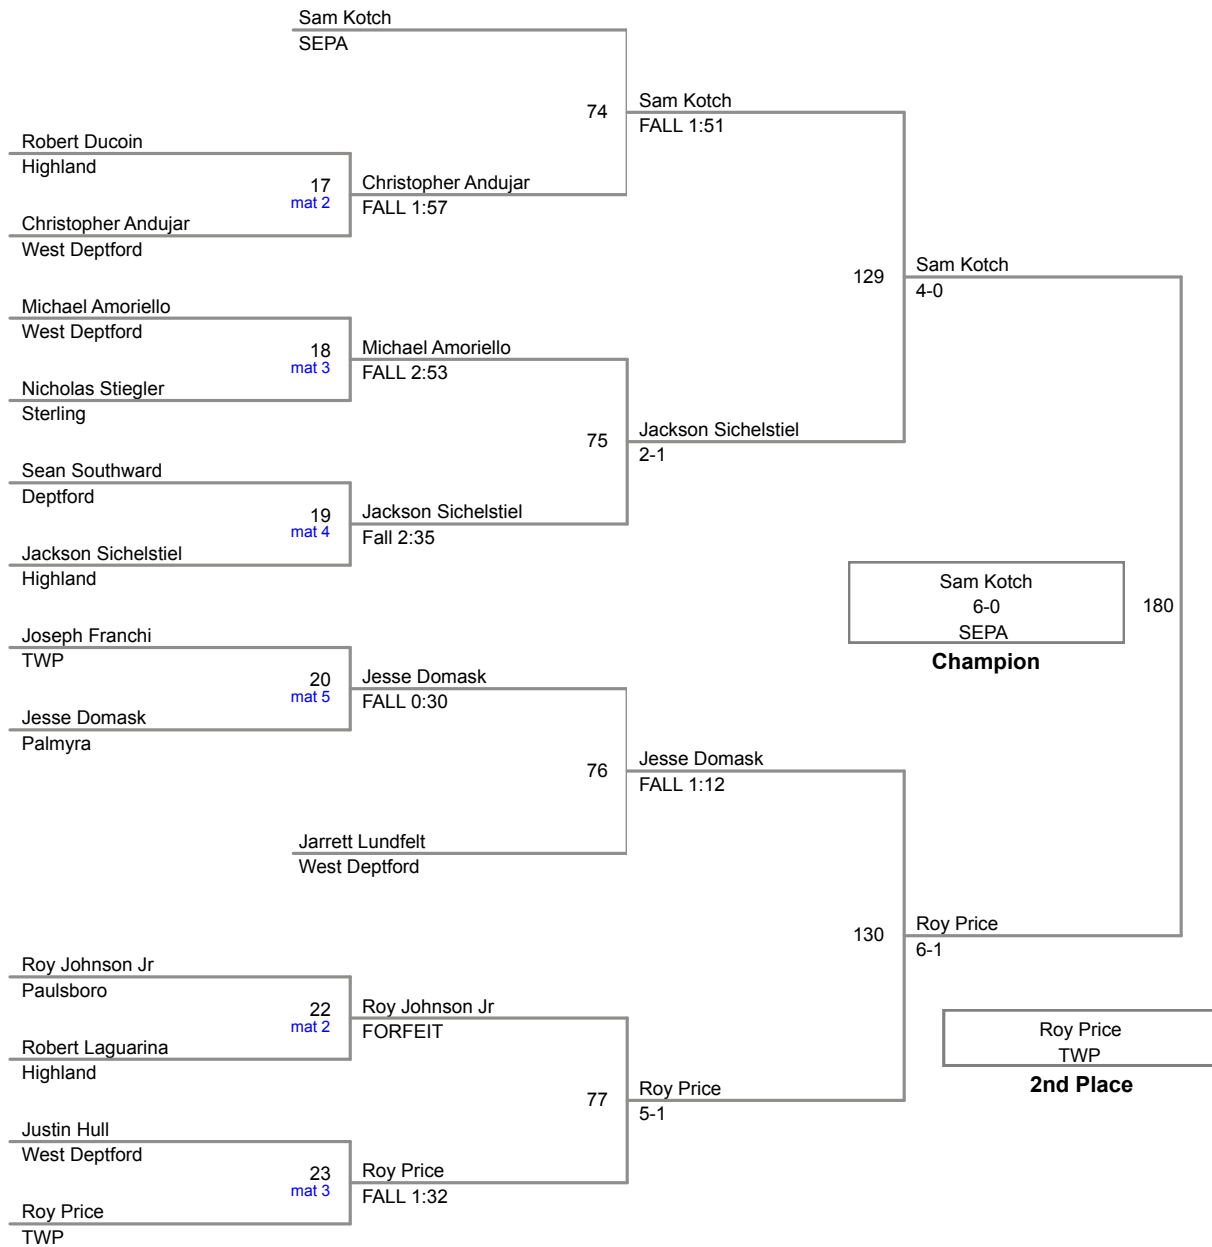 Sam Kotch
SEPA
74
Sam Kotch
FALL 1:51
Robert Ducoin
Highland
17
mat 2
Christopher Andujar
FALL 1:57
Christopher Andujar
West Deptford
129
Sam Kotch
4-0
Michael Amoriello
West Deptford
18
mat 3
Michael Amoriello
FALL 2:53
Nicholas Stiegler
Sterling
75
Jackson Sichelstiel
2-1
Sean Southward
Deptford
19
mat 4
Jackson Sichelstiel
Fall 2:35
Jackson Sichelstiel
Highland
Sam Kotch
6-0
SEPA
Champion
180
Joseph Franchi
TWP
20
mat 5
Jesse Domask
FALL 0:30
Jesse Domask
Palmyra
76
Jesse Domask
FALL 1:12
Jarrett Lundfelt
West Deptford
130
Roy Price
6-1
Roy Johnson Jr
Paulsboro
22
mat 2
Roy Johnson Jr
FORFEIT
Robert Laguarina
Highland
Roy Price
TWP
2nd Place
77
Roy Price
5-1
Justin Hull
West Deptford
23
mat 3
Roy Price
FALL 1:32
Roy Price
TWP